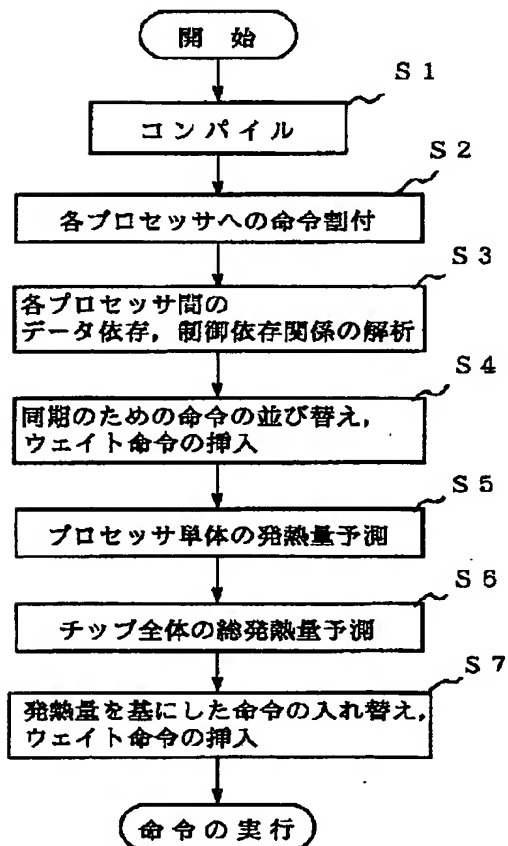 開始
S1
コンパイル
S2
各プロセッサへの命令割付
S3
各プロセッサ間の
データ依存，制御依存関係の解析
S4
同期のための命令の並び替え，
ウェイト命令の挿入
S5
プロセッサ単体の発熱量予測
S6
チップ全体の総発熱量予測
S7
発熱量を基にした命令の入れ替え，
ウェイト命令の挿入
命令の実行